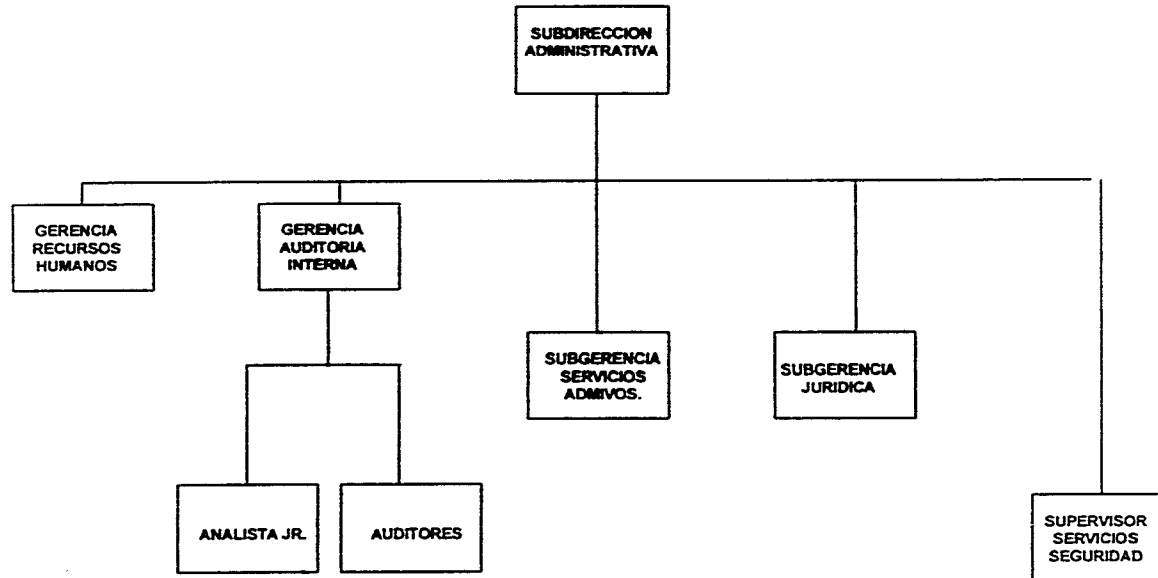 SUBDIRECCION
ADMINISTRATIVA
GERENCIA
RECURSOS
HUMANOS
GERENCIA
AUDITORIA
INTERNA
SUBGERENCIA
SERVICIOS
ADMIVOS.
SUBGERENCIA
JURIDICA
ANALISTA JR.
AUDITORES
SUPERVISOR
SERVICIOS
SEGURIDAD